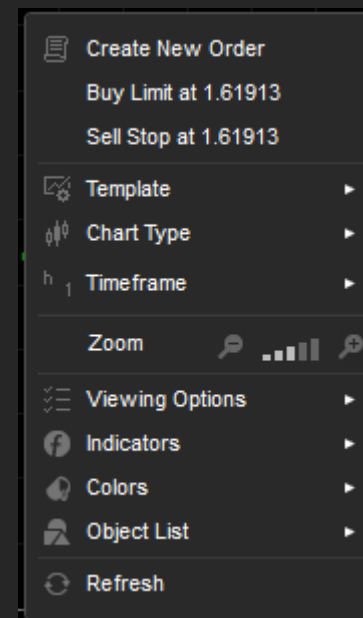 Create New Order
Buy Limit at 1.61913
Sell Stop at 1.61913
Template
Chart Type
h1 Timeframe
Zoom
Viewing Options
Indicators
Colors
Object List
Refresh